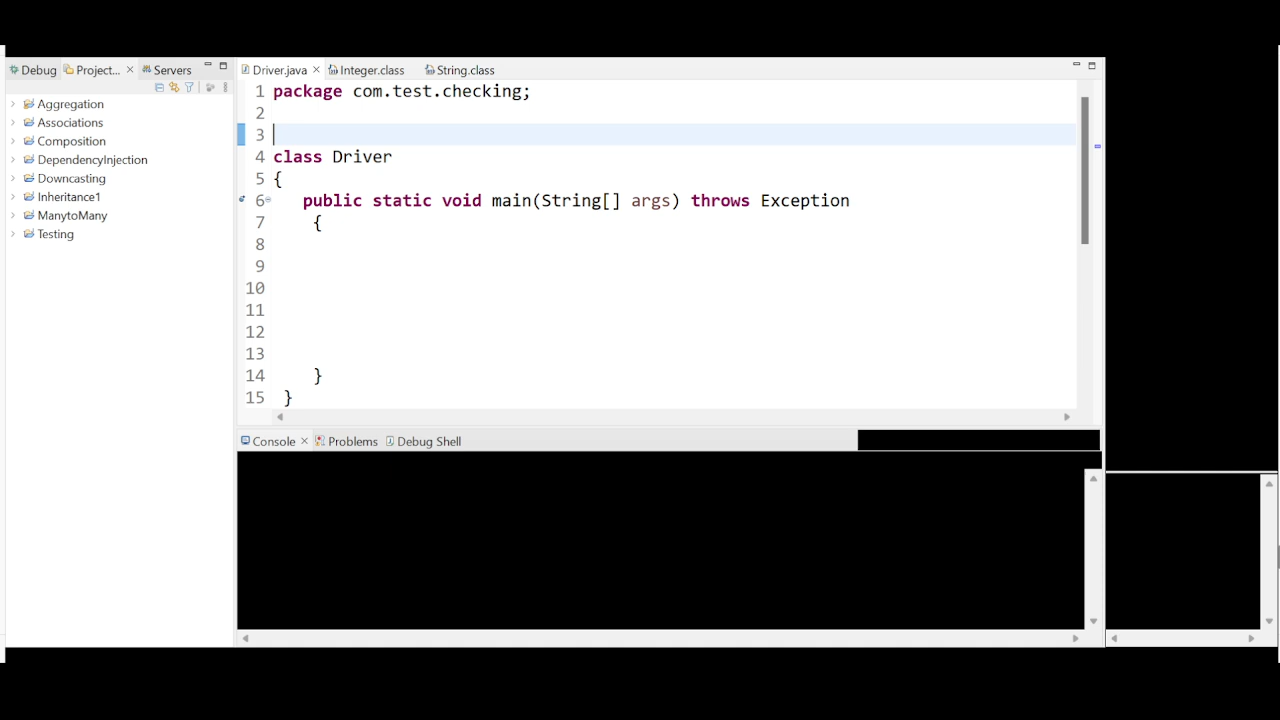 Debug Project... Servers
Aggregation
Associations
Composition
DependencyInjection
Downcasting
Inheritance1
ManytoMany
Testing
Driver.java Integer.class String.class
1 package com.test.checking;
2
3
4 class Driver
5 {
6 public static void main(String[] args) throws Exception
7 {
8
9
10
11
12
13
14 }
15 }
Console Problems Debug Shell